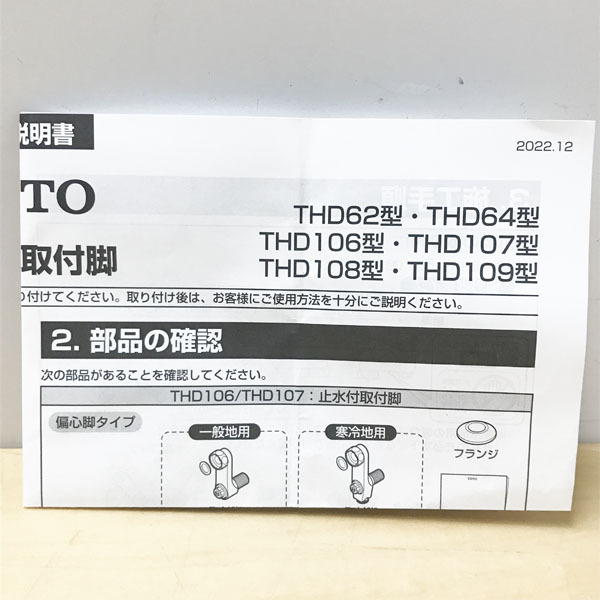 説明書
2022.12
TO
THD62型・THD64型
取付脚
THD106型・THD107型
THD108型・THD109型
り付けてください。取り付け後は、お客様にご使用方法を十分にご説明ください。
2. 部品の確認
次の部品があることを確認してください。
THD106/THD107：止水付取付脚
偏心脚タイプ
一般地用
寒冷地用
フランジ